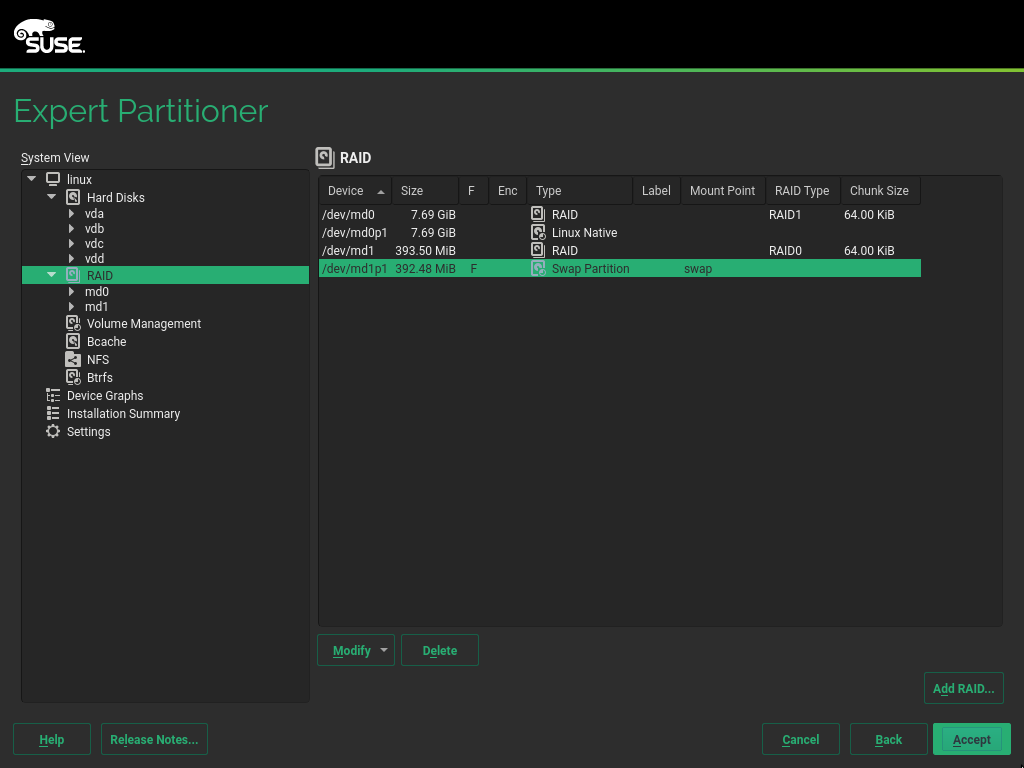 SUSE.
Expert Partitioner
System View
linux
Hard Disks
vda
vdb
vdc
vdd
RAID
md0
md1
Volume Management
Bcache
NFS
Btrfs
Device Graphs
Installation Summary
Settings
RAID
Device Size F Enc Type Label Mount Point RAID Type Chunk Size
/dev/md0 7.69 GiB RAID RAID1 64.00 KiB
/dev/md0p1 7.69 GiB Linux Native
/dev/md1 393.50 MiB RAID RAID0 64.00 KiB
/dev/md1p1 392.48 MiB F Swap Partition swap
Modify Delete
Add RAID...
Help Release Notes... Cancel Back Accept